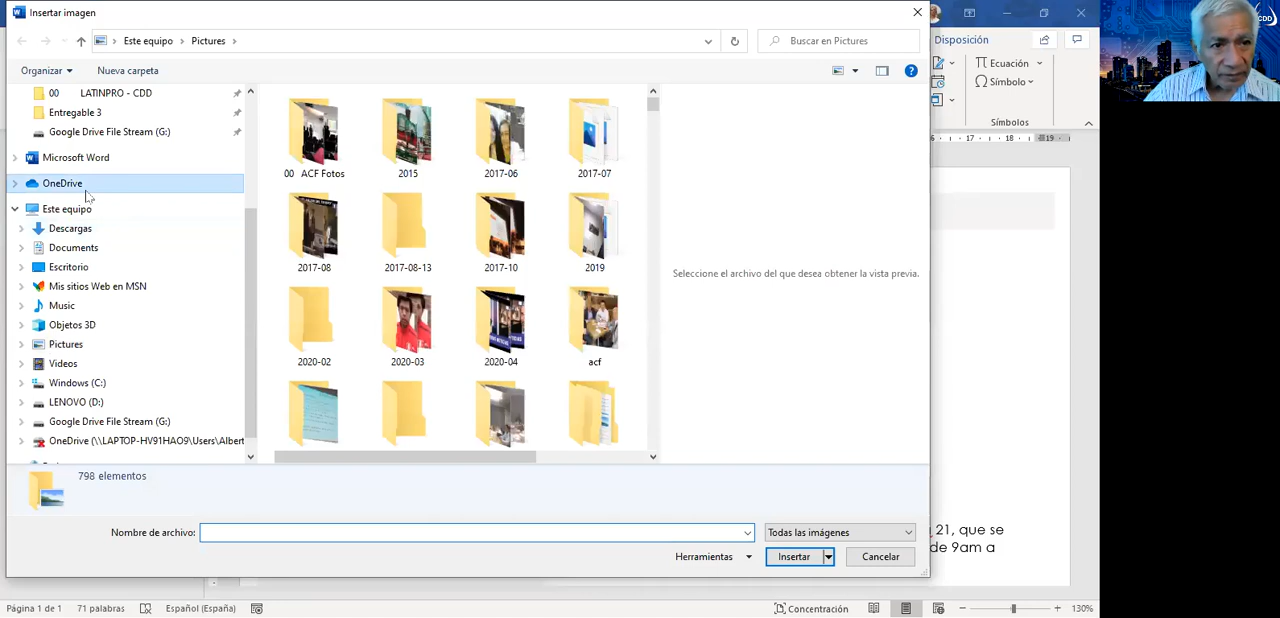 Insertar imagen
CDD
Este equipo > Pictures >
Buscar en Pictures
Disposición
Organizar
Nueva carpeta
Ecuación
Símbolo
Símbolos
00 LATINPRO - CDD
Entregable 3
Google Drive File Stream (G:)
Microsoft Word
OneDrive
Este equipo
Descargas
Documents
Escritorio
Mis sitios Web en MSN
Music
Objetos 3D
Pictures
Videos
Windows (C:)
LENOVO (D:)
Google Drive File Stream (G:)
OneDrive (\\LAPTOP-HV91HAO9\Users\Albert
00 ACF Fotos
2015
2017-06
2017-07
2017-08
2017-08-13
2017-10
2019
2020-02
2020-03
2020-04
acf
Seleccione el archivo del que desea obtener la vista previa.
17 · 18 · 19
798 elementos
Nombre de archivo:
Todas las imágenes
Herramientas
Insertar
Cancelar
21, que se
de 9am a
Página 1 de 1
71 palabras
Español (España)
Concentración
130%